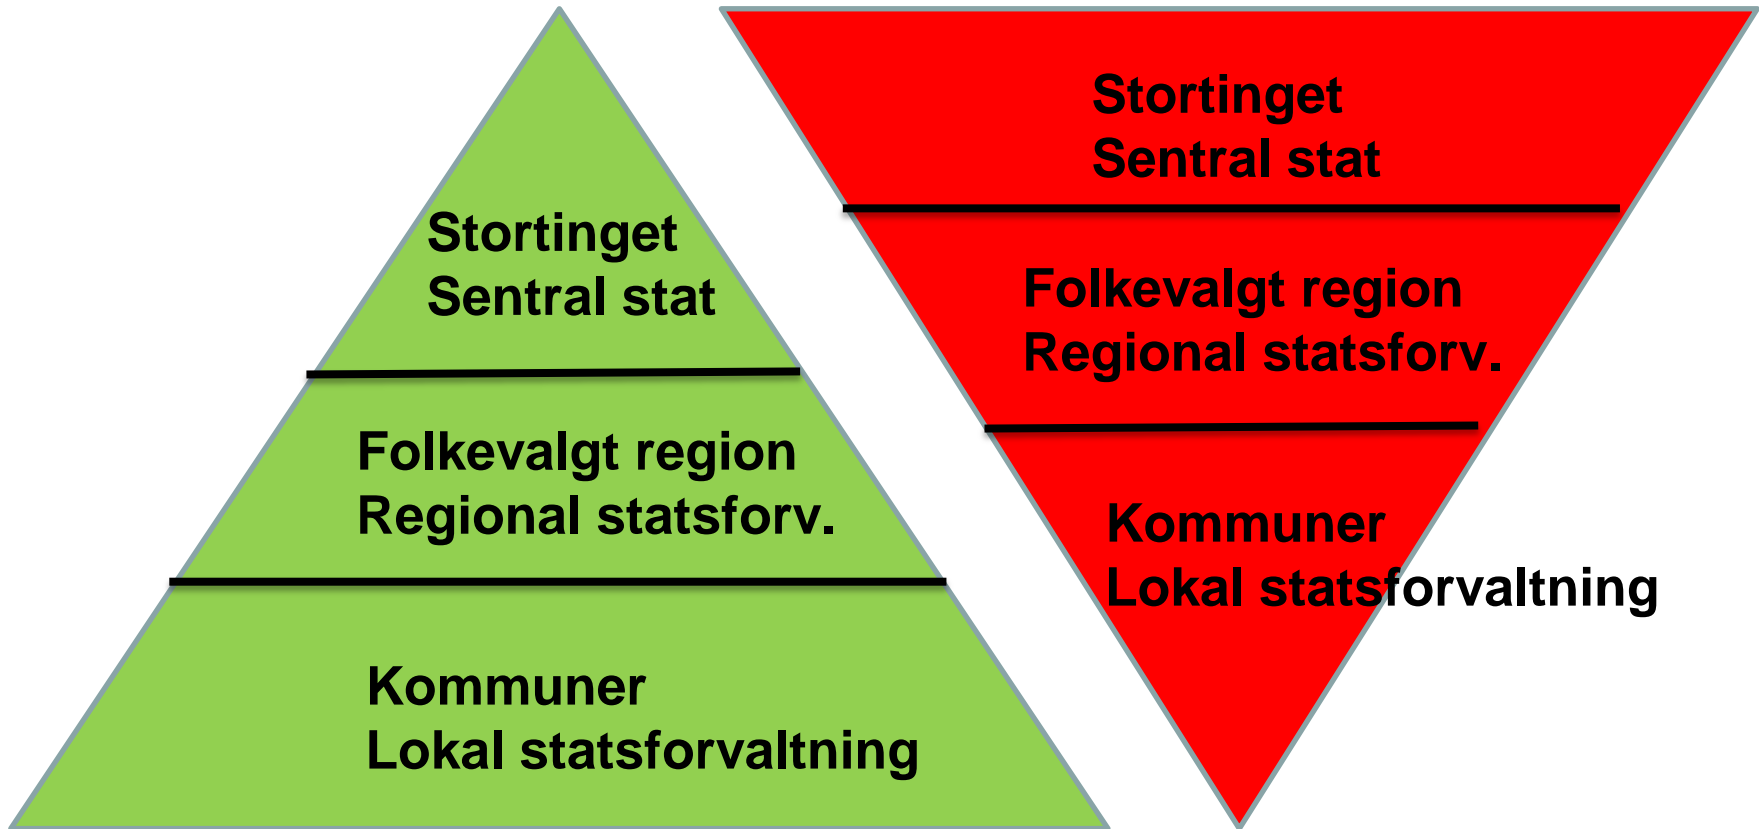 Stortinget
Sentral stat
Folkevalgt region
Regional statsforv.
Kommuner
Lokal statsforvaltning
Stortinget
Sentral stat
Folkevalgt region
Regional statsforv.
Kommuner
Lokal statsforvaltning